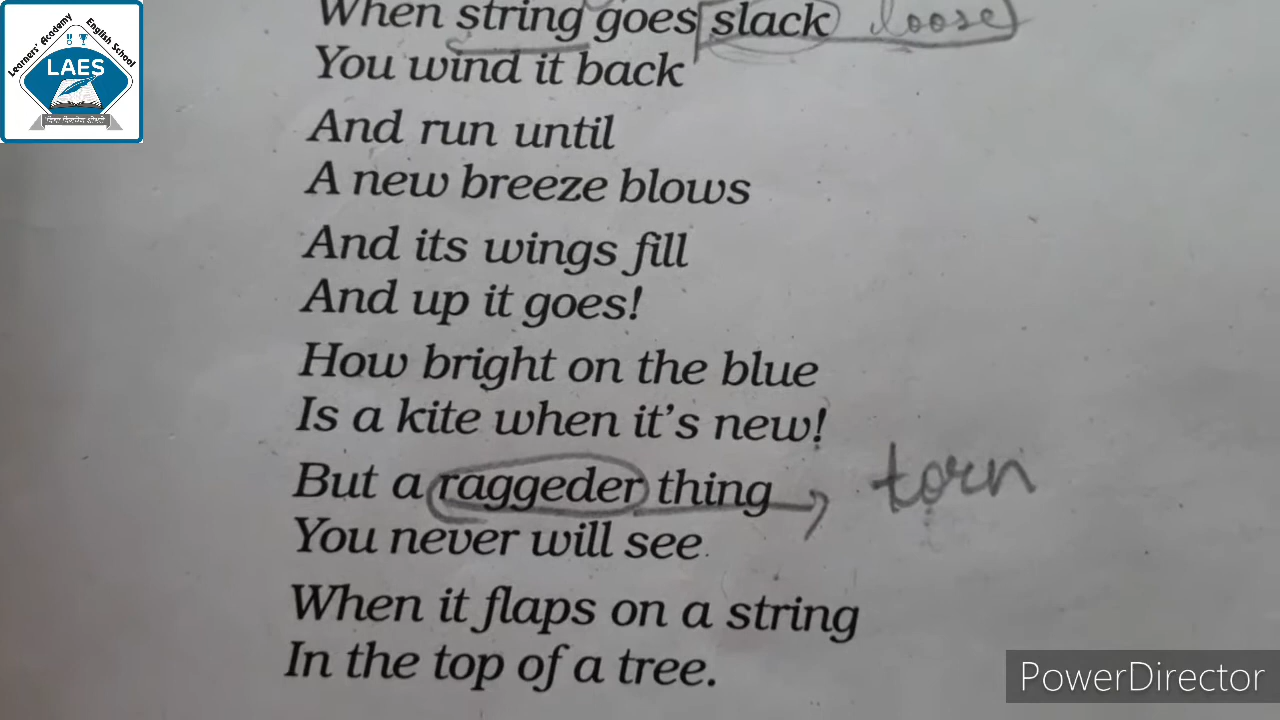 Learners' Academy English School
LAES
When string goes slack loose
You wind it back
And run until
A new breeze blows
And its wings fill
And up it goes!
How bright on the blue
Is a kite when it's new!
But a raggeder thing torn
You never will see
When it flaps on a string
In the top of a tree.
PowerDirector